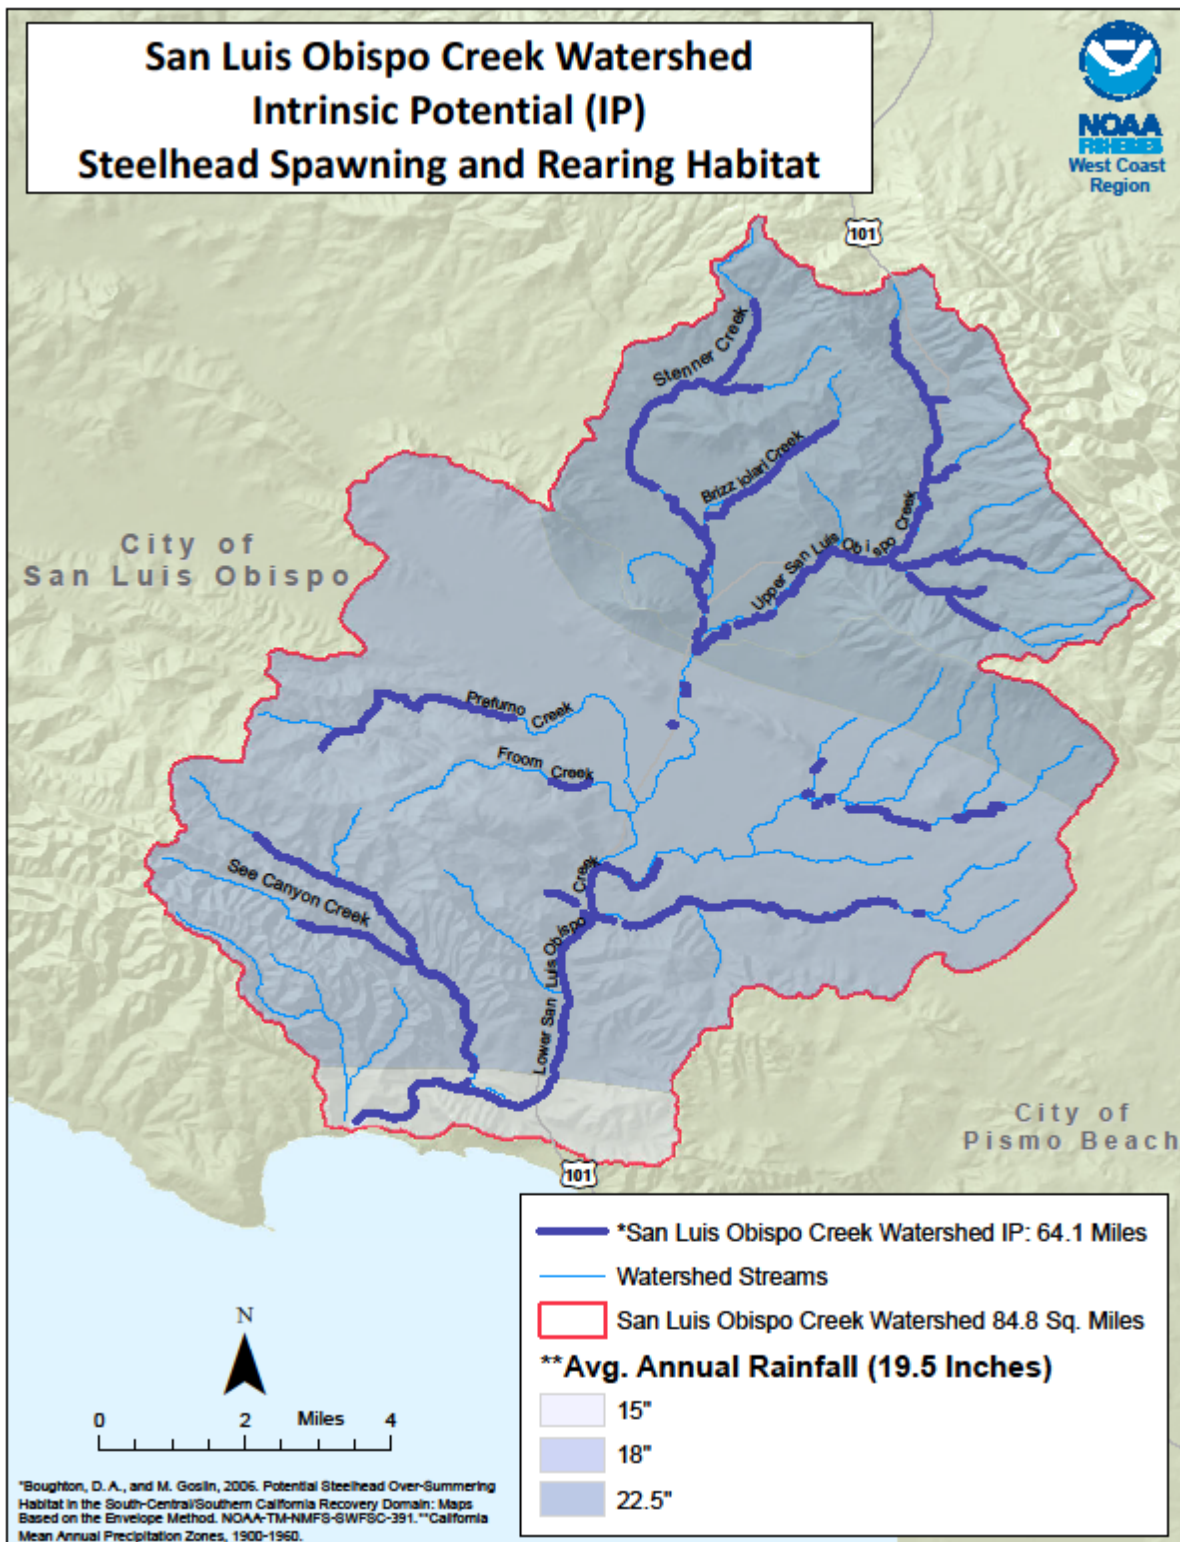 San Luis Obispo Creek Watershed
Intrinsic Potential (IP)
Steelhead Spawning and Rearing Habitat
NOAA
FISHERIES
West Coast
Region
101
Stenner Creek
Brizziolari Creek
Upper San Luis Obispo Creek
City of
San Luis Obispo
Prefumo Creek
Froom Creek
See Canyon Creek
Lower San Luis Obispo Creek
City of
Pismo Beach
101
*San Luis Obispo Creek Watershed IP: 64.1 Miles
Watershed Streams
San Luis Obispo Creek Watershed 84.8 Sq. Miles
**Avg. Annual Rainfall (19.5 Inches)
15"
18"
22.5"
N
0 2 Miles 4
*Boughton, D. A., and M. Goslin, 2006. Potential Steelhead Over-Summering
Habitat in the South-Central/Southern California Recovery Domain: Maps
Based on the Envelope Method. NOAA-TM-NMFS-SWFSC-391.**California
Mean Annual Precipitation Zones, 1900-1960.